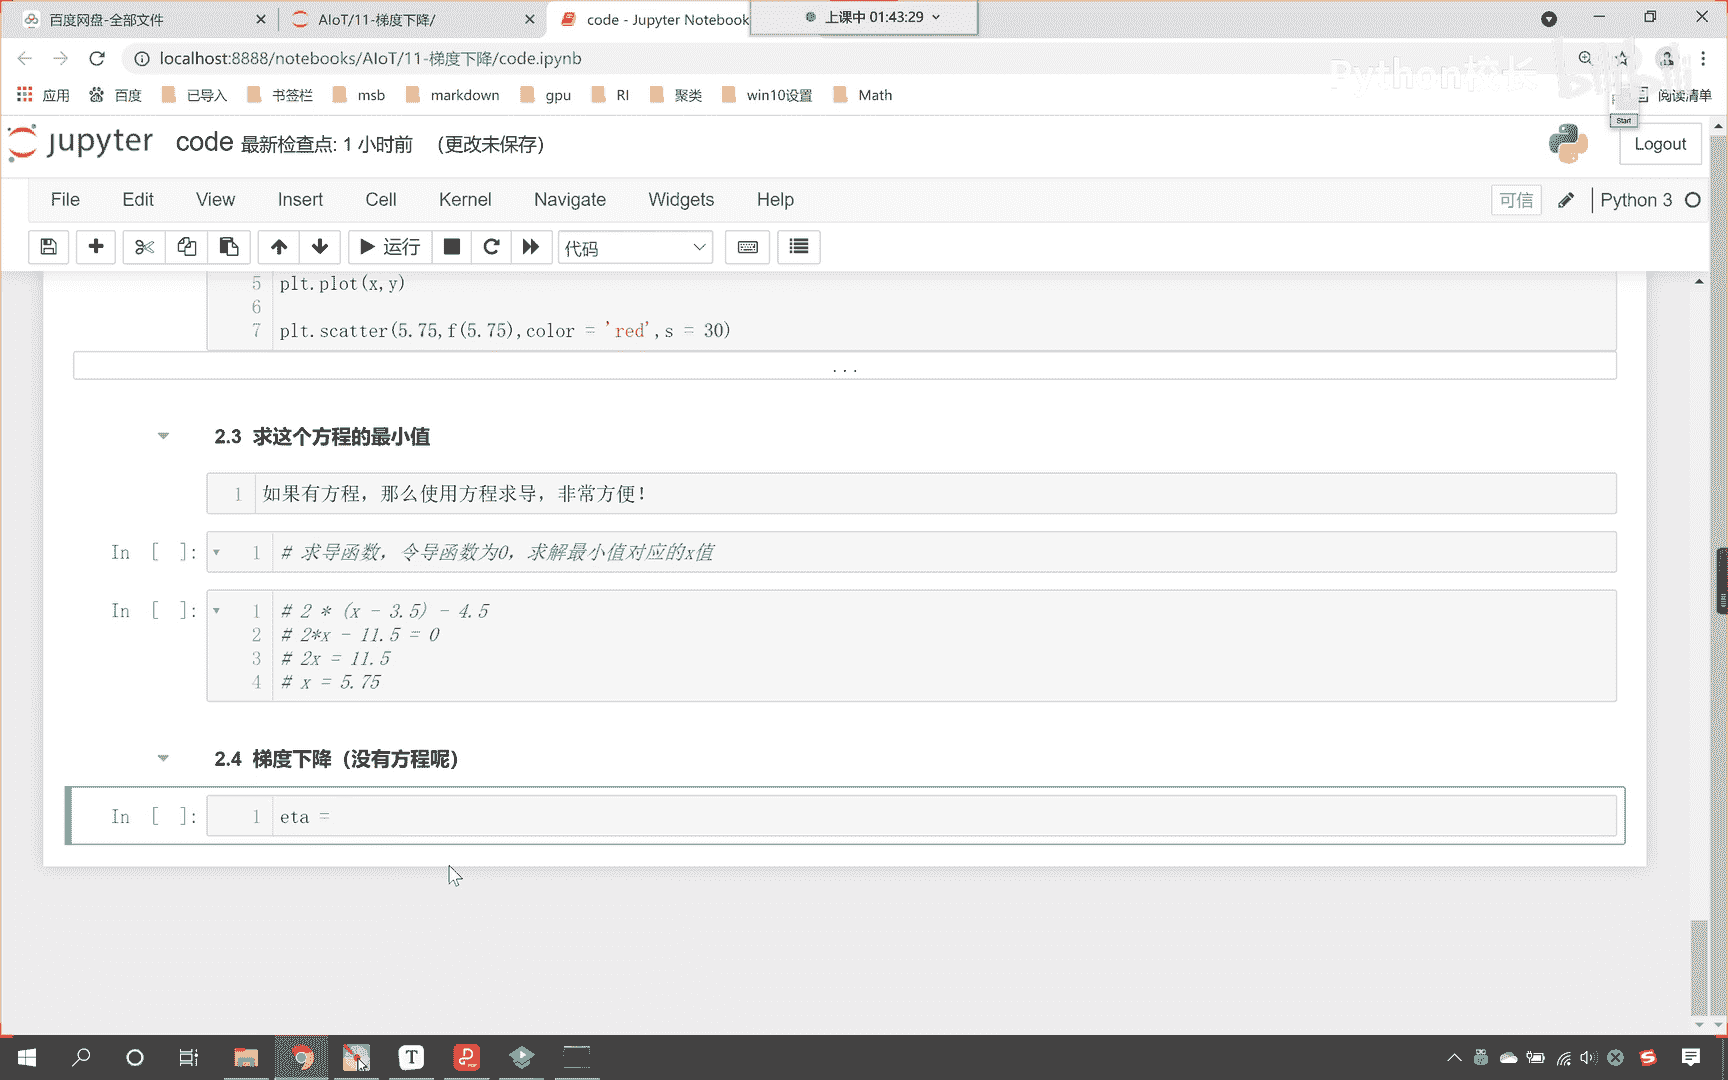 百度网盘-全部文件
AIoT/11-梯度下降/
code - Jupyter Notebook
上课中 01:43:29
localhost:8888/notebooks/AIoT/11-梯度下降/code.ipynb
Python校长
bilibili
应用
百度
已导入
书签栏
msb
markdown
gpu
RI
聚类
win10设置
Math
阅读清单
Start
jupyter
code 最新检查点: 1 小时前 (更改未保存)
Logout
File Edit View Insert Cell Kernel Navigate Widgets Help
可信
Python 3
运行
代码
5 plt.plot(x,y)
6
7 plt.scatter(5.75,f(5.75),color = 'red',s = 30)
...
2.3 求这个方程的最小值
1 如果有方程，那么使用方程求导，非常方便！
In [ ]: 1 # 求导函数，令导函数为0，求解最小值对应的x值
In [ ]: 1 # 2 * (x - 3.5) - 4.5
2 # 2*x - 11.5 = 0
3 # 2x = 11.5
4 # x = 5.75
2.4 梯度下降（没有方程呢）
In [ ]: 1 eta =